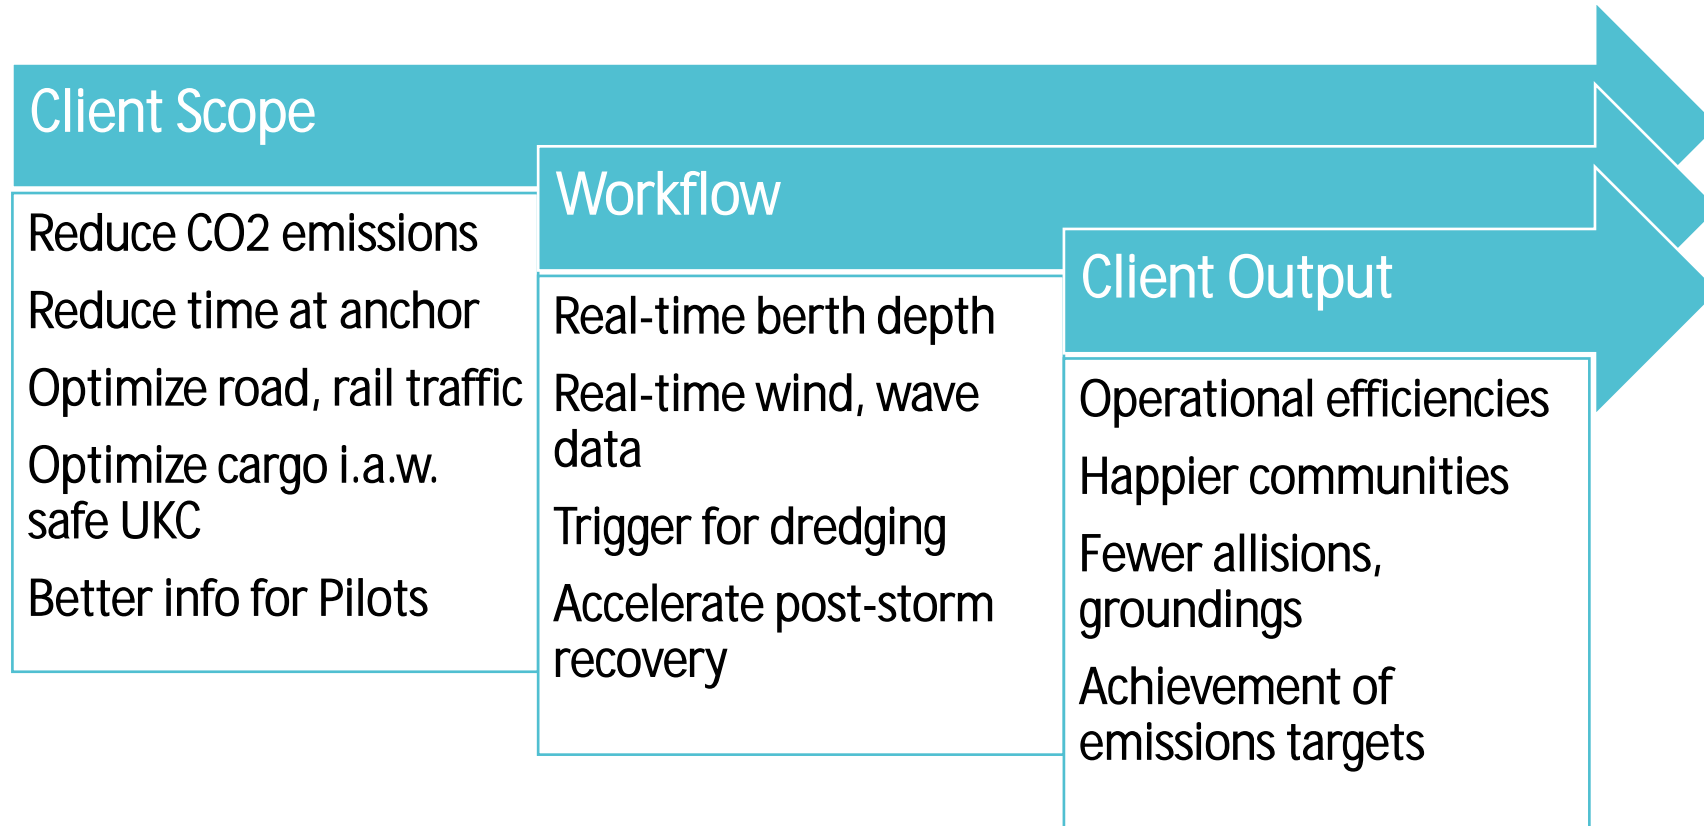 Client Scope
Reduce CO2 emissions
Reduce time at anchor
Optimize road, rail traffic
Optimize cargo i.a.w.
safe UKC
Better info for Pilots
Workflow
Real-time berth depth
Real-time wind, wave
data
Trigger for dredging
Accelerate post-storm
recovery
Client Output
Operational efficiencies
Happier communities
Fewer allisions,
groundings
Achievement of
emissions targets